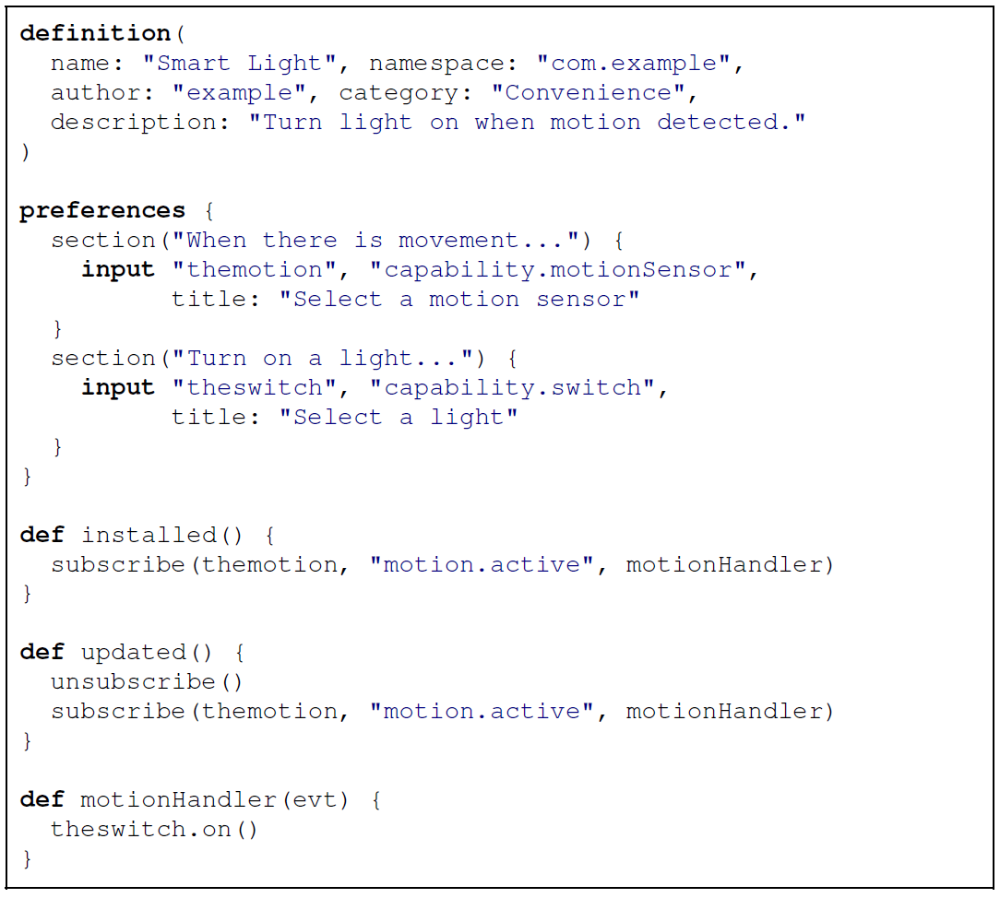 definition(
  name: "Smart Light", namespace: "com.example",
  author: "example", category: "Convenience",
  description: "Turn light on when motion detected."
)

preferences {
  section("When there is movement...") {
    input "themotion", "capability.motionSensor",
          title: "Select a motion sensor"
  }
  section("Turn on a light...") {
    input "theswitch", "capability.switch",
          title: "Select a light"
  }
}

def installed() {
  subscribe(themotion, "motion.active", motionHandler)
}

def updated() {
  unsubscribe()
  subscribe(themotion, "motion.active", motionHandler)
}

def motionHandler(evt) {
  theswitch.on()
}